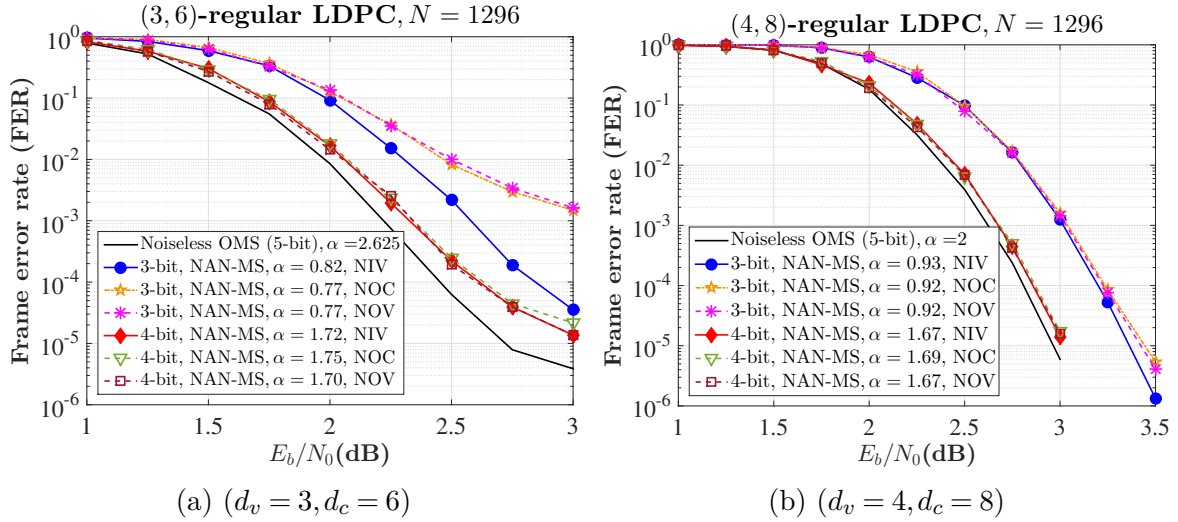 (3, 6)-regular LDPC, N = 1296
Frame error rate (FER)
10^0
10^-1
10^-2
10^-3
10^-4
10^-5
10^-6
Noiseless OMS (5-bit), α =2.625
3-bit, NAN-MS, α = 0.82, NIV
3-bit, NAN-MS, α = 0.77, NOC
3-bit, NAN-MS, α = 0.77, NOV
4-bit, NAN-MS, α = 1.72, NIV
4-bit, NAN-MS, α = 1.75, NOC
4-bit, NAN-MS, α = 1.70, NOV
1 1.5 2 2.5 3
E_b/N_0(dB)
(a) (d_v = 3, d_c = 6)
(4, 8)-regular LDPC, N = 1296
Frame error rate (FER)
10^0
10^-1
10^-2
10^-3
10^-4
10^-5
10^-6
Noiseless OMS (5-bit), α =2
3-bit, NAN-MS, α = 0.93, NIV
3-bit, NAN-MS, α = 0.92, NOC
3-bit, NAN-MS, α = 0.92, NOV
4-bit, NAN-MS, α = 1.67, NIV
4-bit, NAN-MS, α = 1.69, NOC
4-bit, NAN-MS, α = 1.67, NOV
1 1.5 2 2.5 3 3.5
E_b/N_0(dB)
(b) (d_v = 4, d_c = 8)